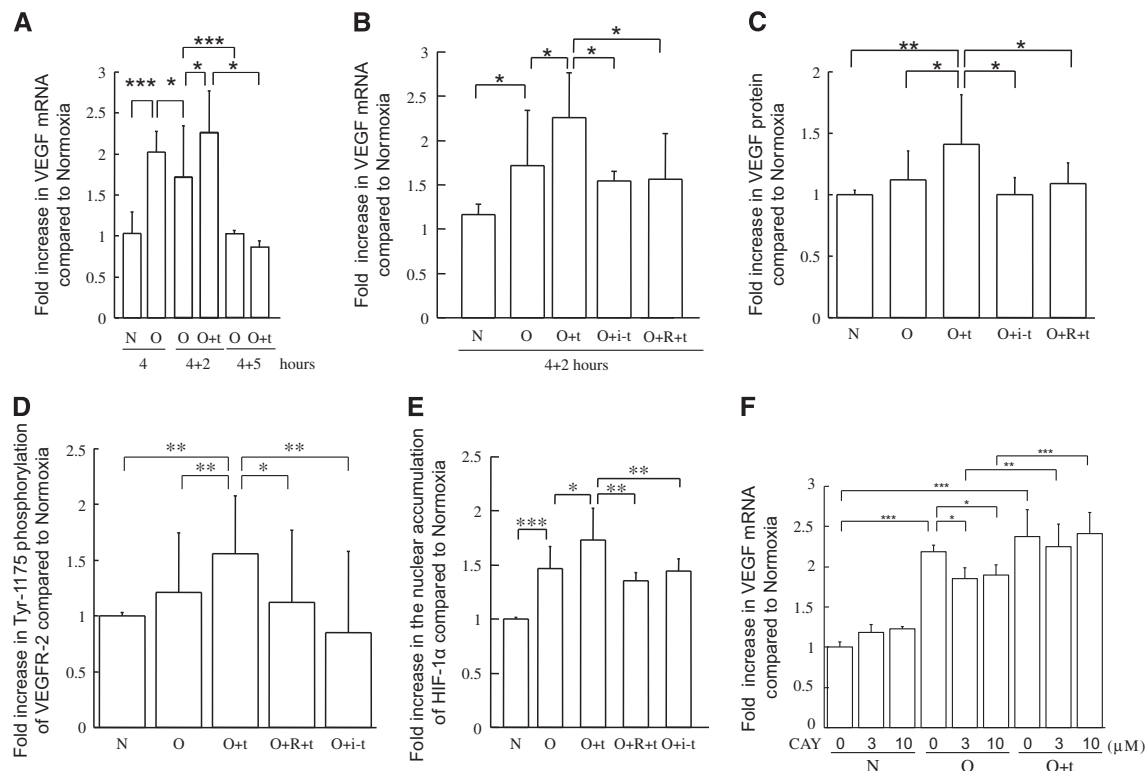 A
Fold increase in VEGF mRNA
compared to Normoxia
3
2.5
2
1.5
1
0.5
0
***
*
***
*
*
N O O O+t O O+t
4 4+2 4+5 hours
B
Fold increase in VEGF mRNA
compared to Normoxia
3
2.5
2
1.5
1
0.5
0
*
*
*
*
N O O+t O+i-t O+R+t
4+2 hours
C
Fold increase in VEGF protein
compared to Normoxia
2
1
0
**
*
*
*
N O O+t O+i-t O+R+t
D
Fold increase in Tyr-1175 phosphorylation
of VEGFR-2 compared to Normoxia
2.5
2
1.5
1
0.5
0
**
**
**
*
N O O+t O+R+t O+i-t
E
Fold increase in the nuclear accumulation
of HIF-1α compared to Normoxia
2.5
2
1.5
1
0.5
0
***
*
**
**
N O O+t O+R+t O+i-t
F
Fold increase in VEGF mRNA
compared to Normoxia
3
2.5
2
1.5
1
0.5
0
***
***
*
*
**
***
CAY 0 3 10 0 3 10 0 3 10 (µM)
N O O+t